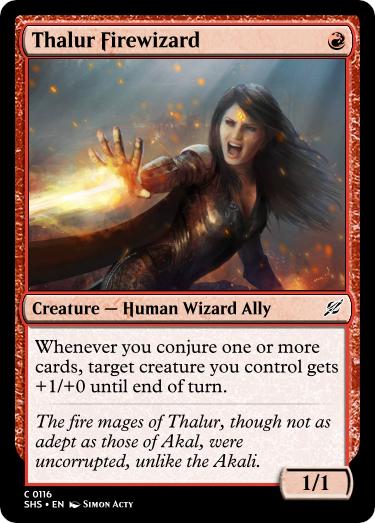 Thalur Firewizard
Creature — Human Wizard Ally
Whenever you conjure one or more
cards, target creature you control gets
+1/+0 until end of turn.
The fire mages of Thalur, though not as
adept as those of Akal, were
uncorrupted, unlike the Akali.
1/1
C 0116
SHS • EN Simon Acty